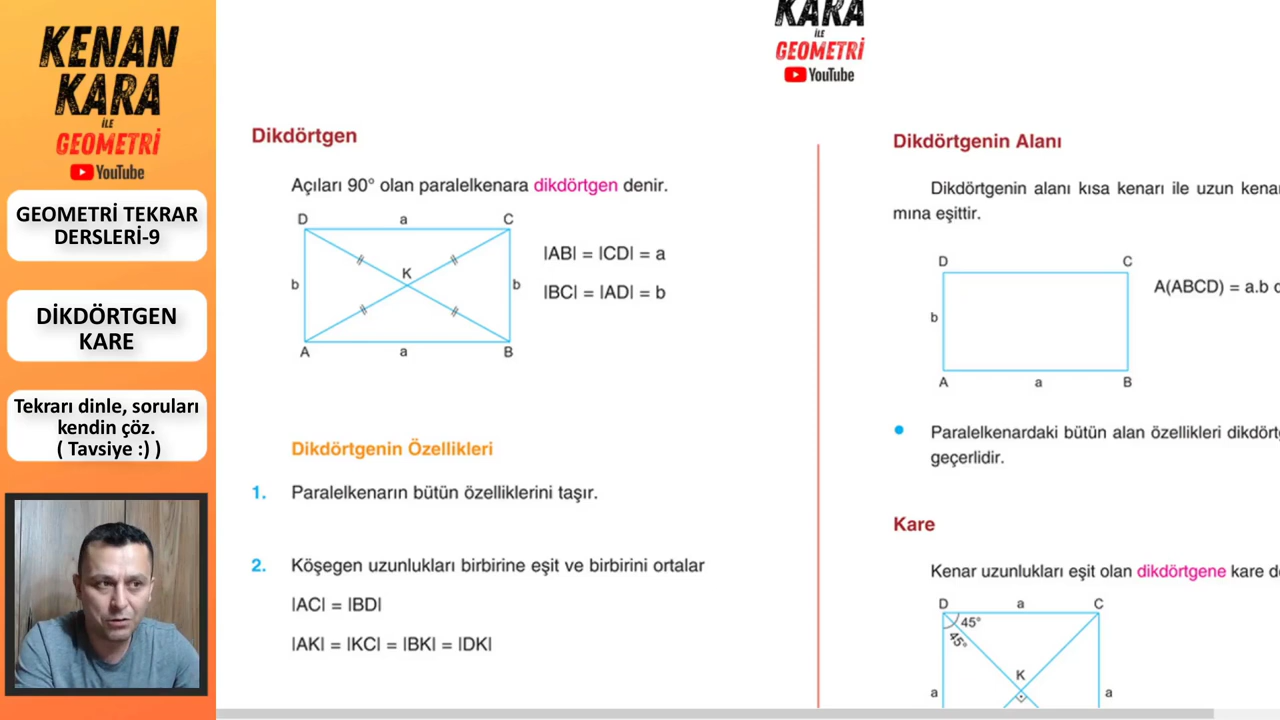 KENAN
KARA
İLE
GEOMETRİ
YouTube
GEOMETRİ TEKRAR
DERSLERİ-9
DİKDÖRTGEN
KARE
Tekrarı dinle, soruları
kendin çöz.
( Tavsiye :) )
KARA
İLE
GEOMETRİ
YouTube
Dikdörtgen
Açıları 90° olan paralelkenara dikdörtgen denir.
D a C
|AB| = |CD| = a
K
b b
|BC| = |AD| = b
A a B
Dikdörtgenin Özellikleri
1. Paralelkenarın bütün özelliklerini taşır.
2. Köşegen uzunlukları birbirine eşit ve birbirini ortalar
|AC| = |BD|
|AK| = |KC| = |BK| = |DK|
Dikdörtgenin Alanı
Dikdörtgenin alanı kısa kenarı ile uzun kena
mına eşittir.
D C
A(ABCD) = a.b
b
A a B
Paralelkenardaki bütün alan özellikleri dikdört
geçerlidir.
Kare
Kenar uzunlukları eşit olan dikdörtgene kare d
D a C
45°
45°
K
a a